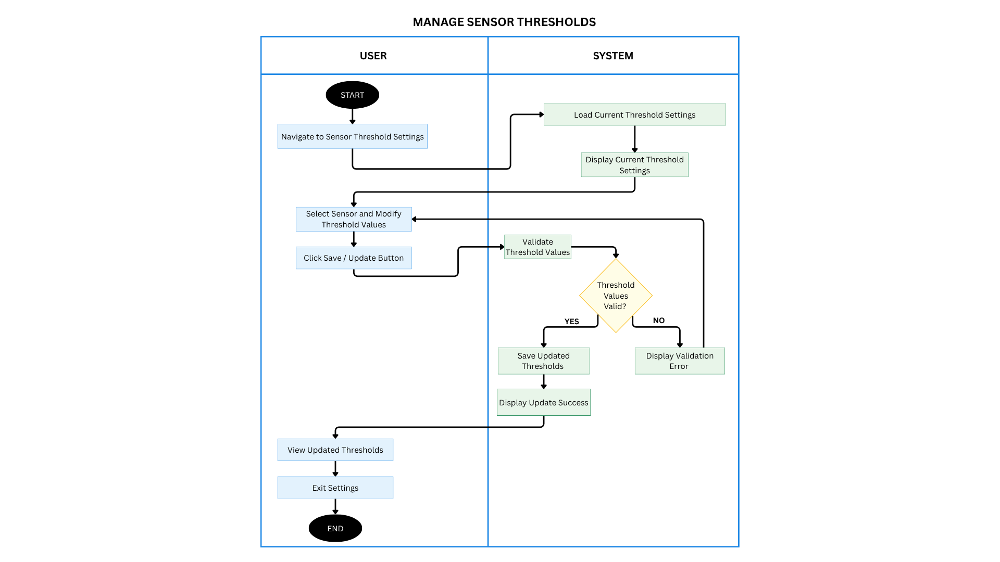 MANAGE SENSOR THRESHOLDS
USER
SYSTEM
START
Navigate to Sensor Threshold Settings
Load Current Threshold Settings
Display Current Threshold
Settings
Select Sensor and Modify
Threshold Values
Click Save / Update Button
Validate
Threshold Values
Threshold
Values
Valid?
YES
NO
Save Updated
Thresholds
Display Validation
Error
Display Update Success
View Updated Thresholds
Exit Settings
END